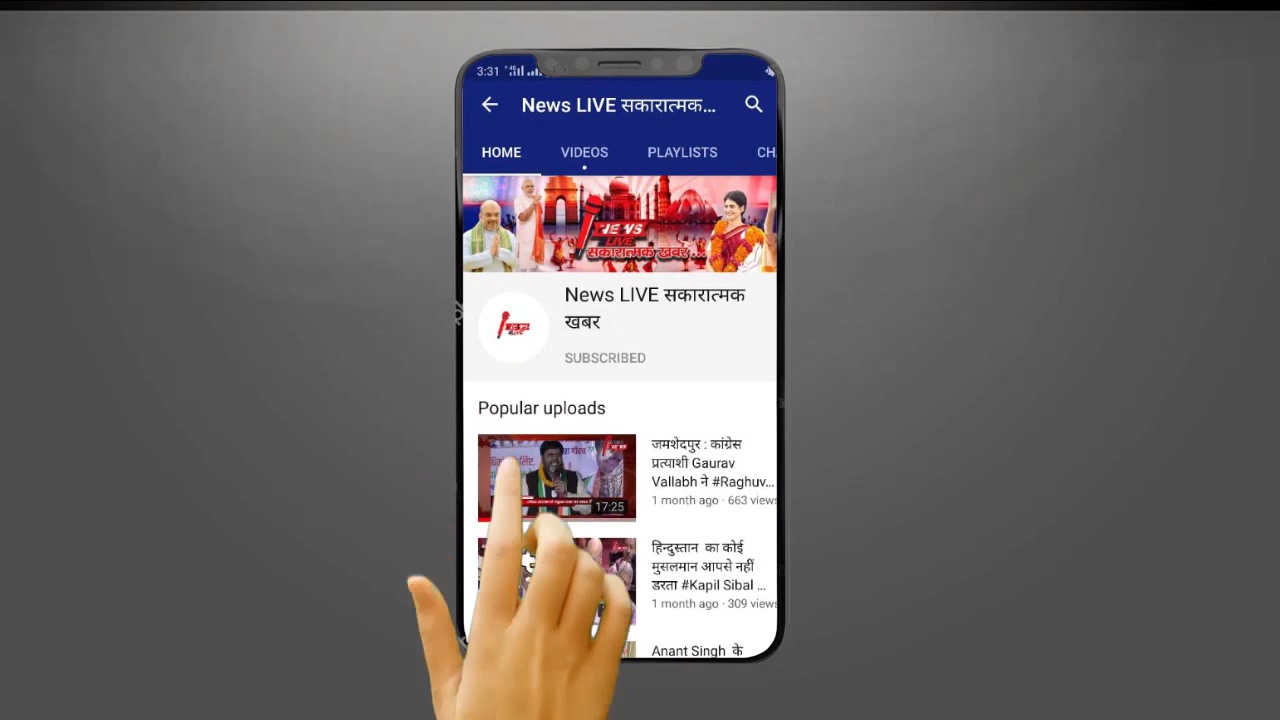 3:31
News LIVE सकारात्मक...
HOME VIDEOS PLAYLISTS CH
NEWS
LIVE
सकारात्मक खबर ...
News LIVE सकारात्मक
खबर
SUBSCRIBED
Popular uploads
जमशेदपुर : कांग्रेस
प्रत्याशी Gaurav
Vallabh ने #Raghuv...
1 month ago · 663 views
17:25
हिन्दुस्तान का कोई
मुसलमान आपसे नहीं
डरता #Kapil Sibal ...
1 month ago · 309 views
Anant Singh के